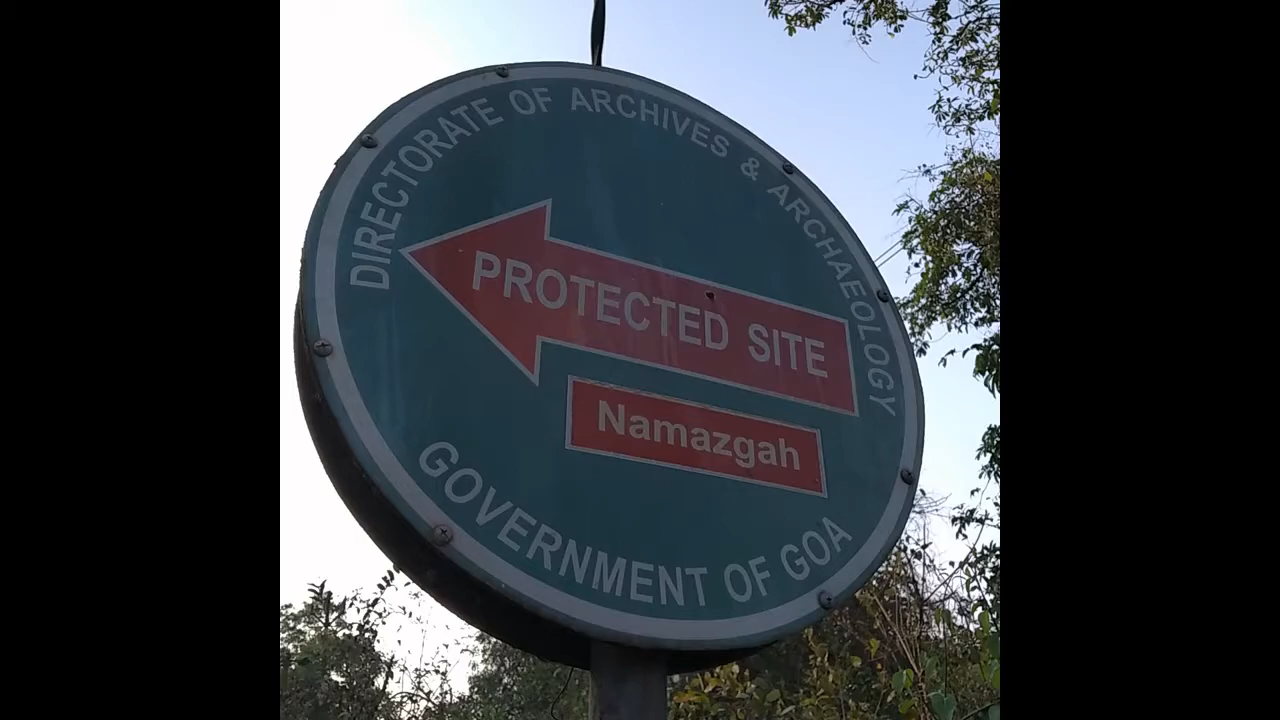 DIRECTORATE OF ARCHIVES & ARCHAEOLOGY
PROTECTED SITE
Namazgah
GOVERNMENT OF GOA